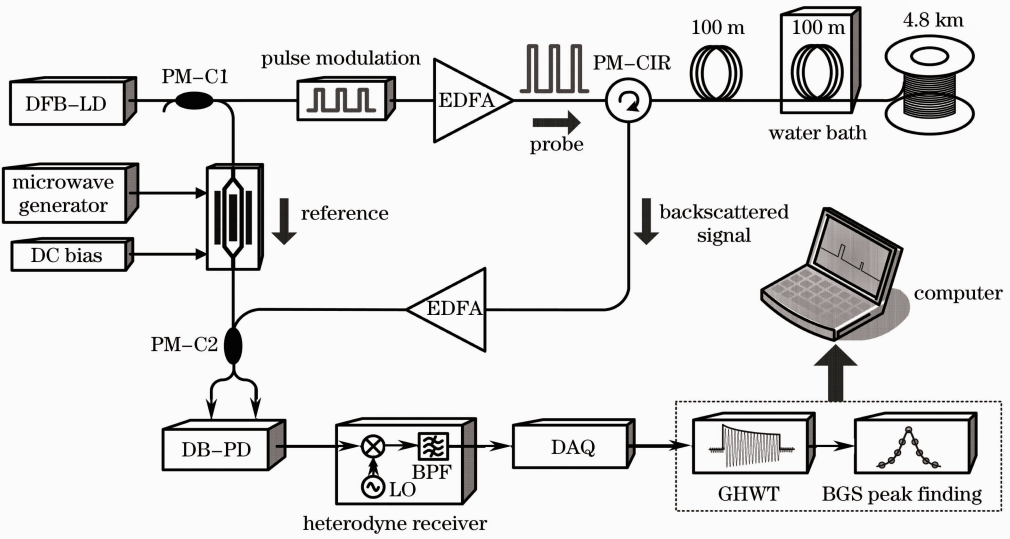 DFB-LD
PM-C1
pulse modulation
EDFA
probe
PM-CIR
100 m
100 m
water bath
4.8 km
microwave
generator
DC bias
reference
backscattered
signal
EDFA
computer
PM-C2
DB-PD
LO
BPF
heterodyne receiver
DAQ
GHWT
BGS peak finding